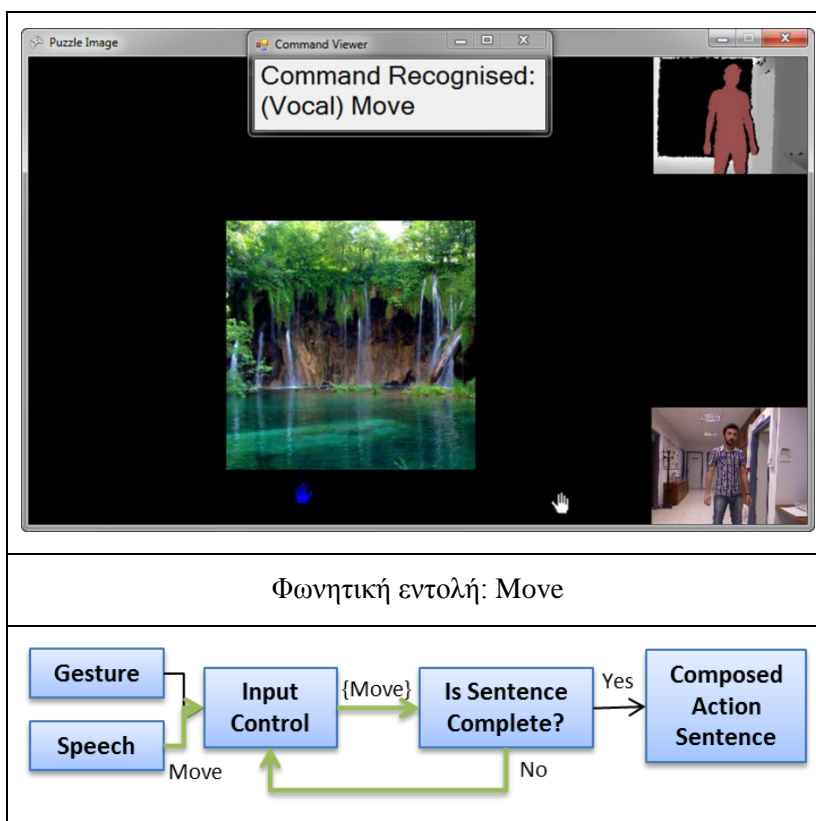 Puzzle Image
Command Viewer
Command Recognised:
(Vocal) Move
Φωνητική εντολή: Move
Gesture
Speech
Move
Input
Control
{Move}
Is Sentence
Complete?
Yes
No
Composed
Action
Sentence